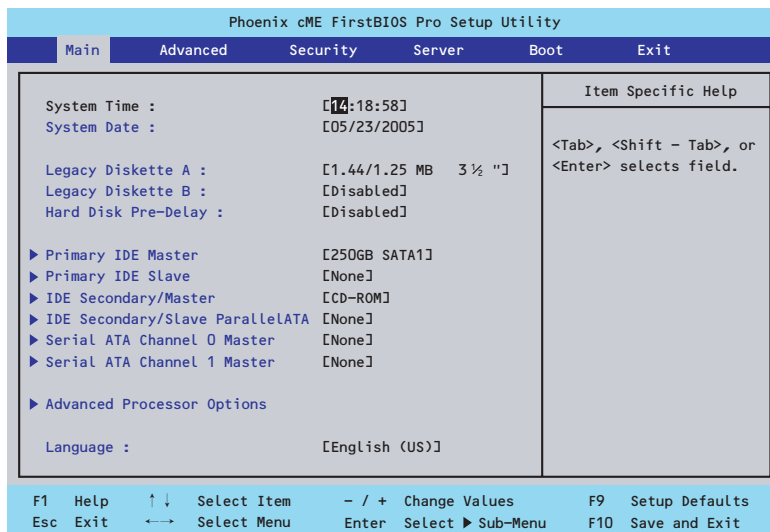 Phoenix cME FirstBIOS Pro Setup Utility
Main Advanced Security Server Boot Exit
Item Specific Help
System Time : [14:18:58]
System Date : [05/23/2005]
<Tab>, <Shift - Tab>, or
<Enter> selects field.
Legacy Diskette A : [1.44/1.25 MB 3½ "]
Legacy Diskette B : [Disabled]
Hard Disk Pre-Delay : [Disabled]
▶ Primary IDE Master [250GB SATA1]
▶ Primary IDE Slave [None]
▶ IDE Secondary/Master [CD-ROM]
▶ IDE Secondary/Slave ParallelATA [None]
▶ Serial ATA Channel 0 Master [None]
▶ Serial ATA Channel 1 Master [None]
▶ Advanced Processor Options
Language : [English (US)]
F1 Help ↑↓ Select Item - / + Change Values F9 Setup Defaults
Esc Exit ←→ Select Menu Enter Select ▶ Sub-Menu F10 Save and Exit